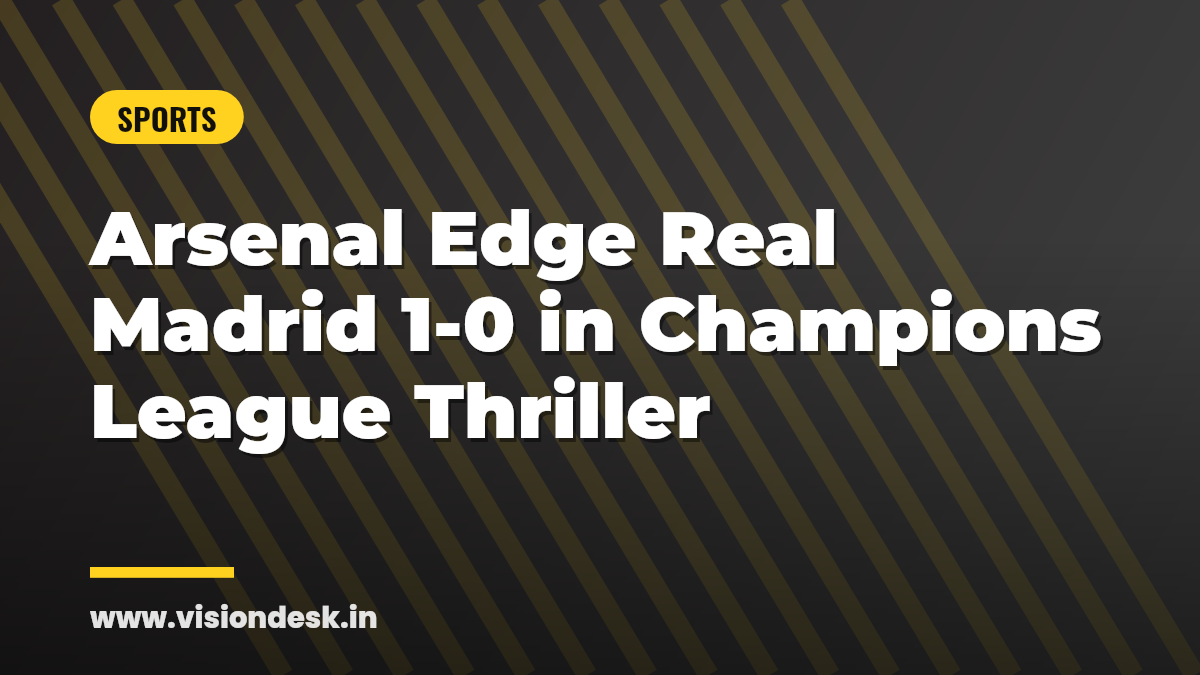 SPORTS
Arsenal Edge Real
Madrid 1-0 in Champions
League Thriller
www.visiondesk.in